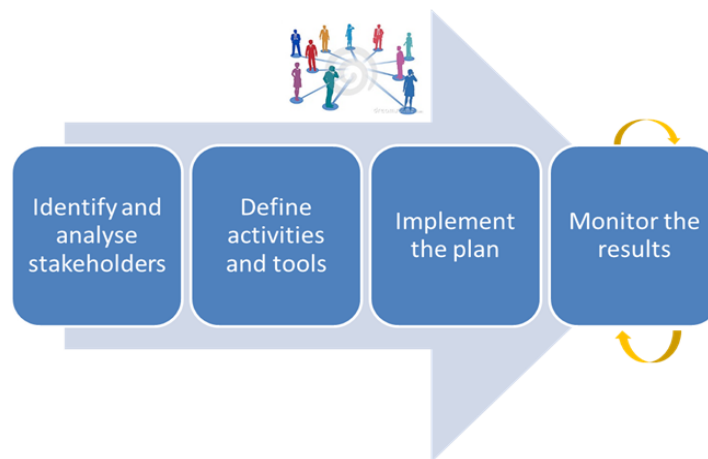 Identify and
analyse
stakeholders
Define
activities
and tools
Implement
the plan
Monitor the
results